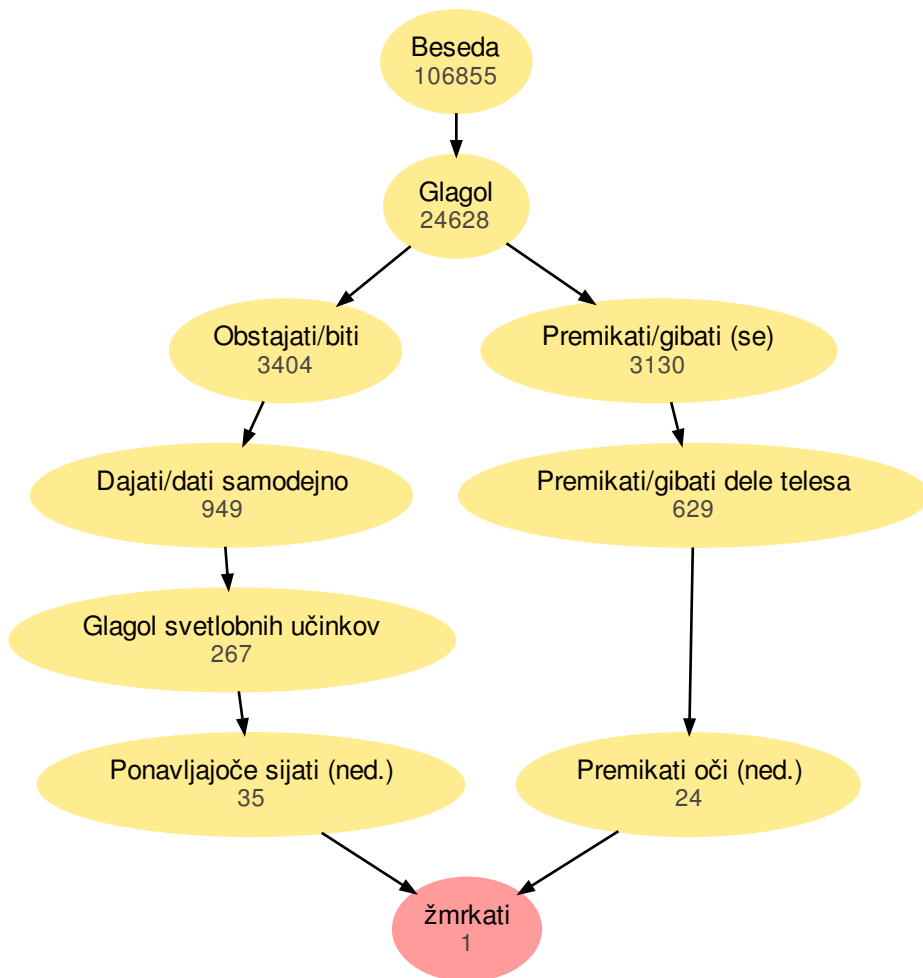 Beseda
106855
Glagol
24628
Obstajati/biti
3404
Premikati/gibati (se)
3130
Dajati/dati samodejno
949
Premikati/gibati dele telesa
629
Glagol svetlobnih učinkov
267
Ponavljajoče sijati (ned.)
35
Premikati oči (ned.)
24
žmrkati
1